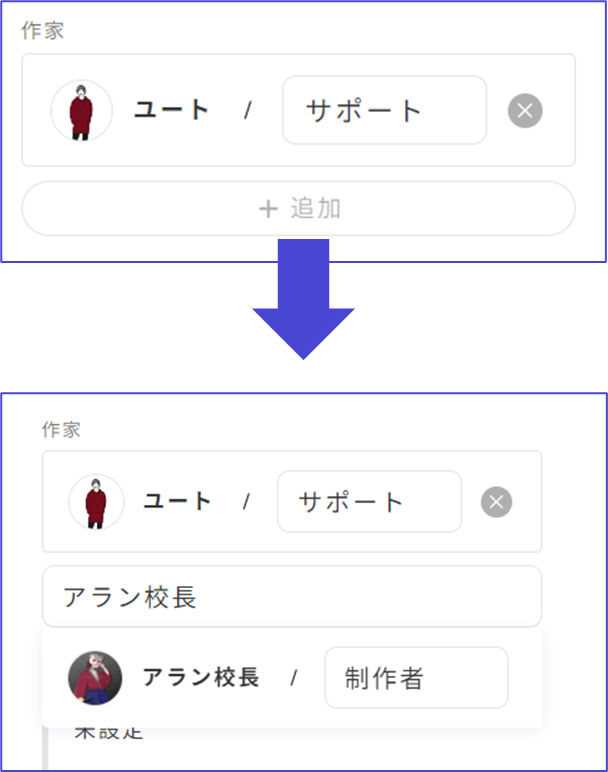 作家
ユート / サポート
+ 追加
作家
ユート / サポート
アラン校長
アラン校長 / 制作者
未設定